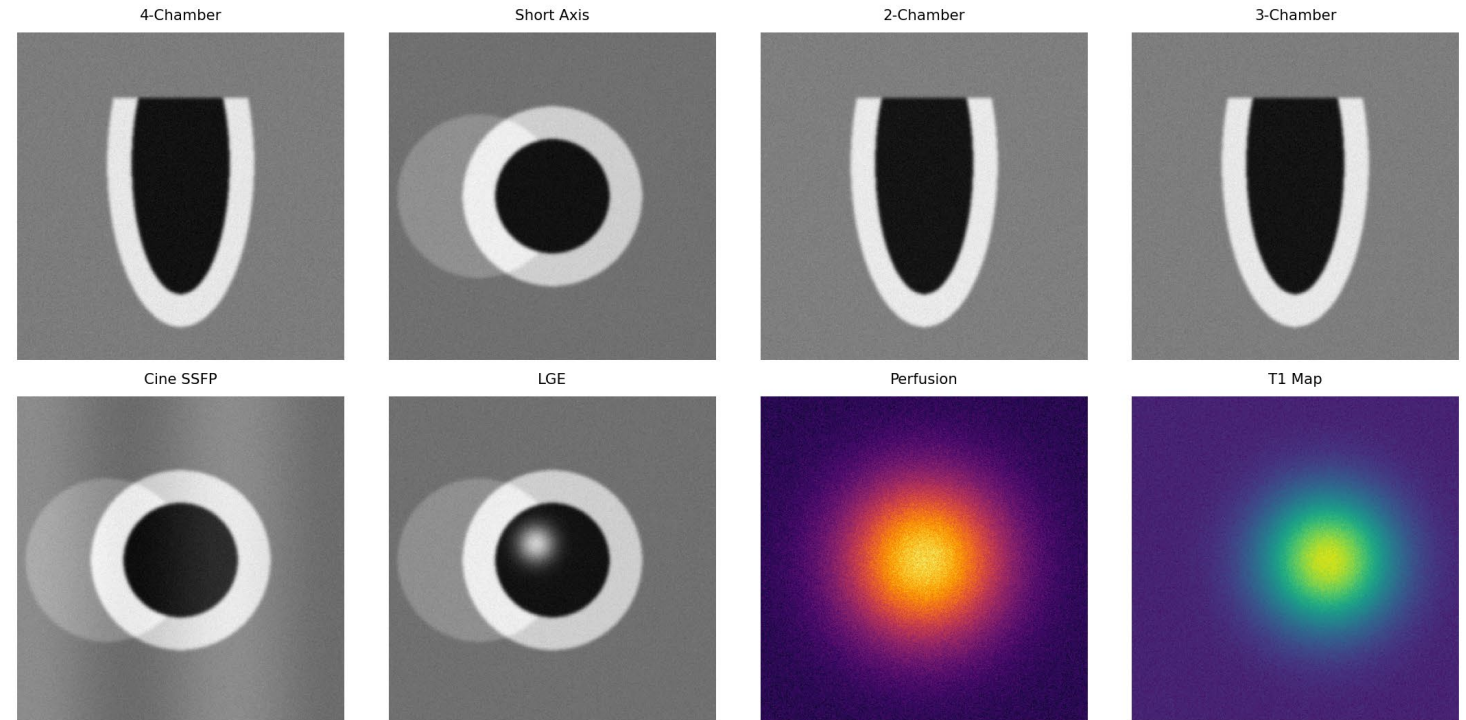 4-Chamber
Short Axis
2-Chamber
3-Chamber
Cine SSFP
LGE
Perfusion
T1 Map